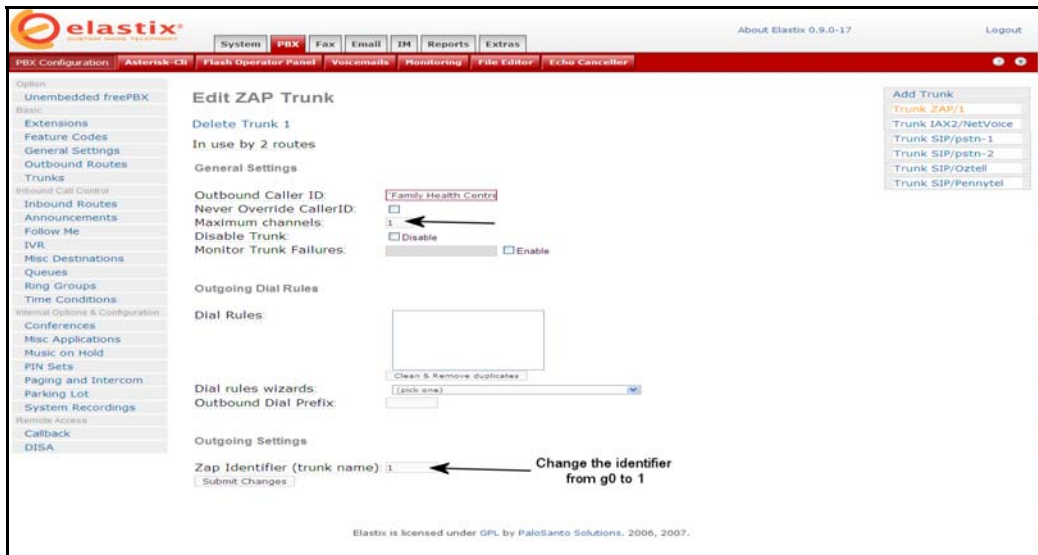 elastix
CUSTOM MADE TELEPHONY
About Elastix 0.9.0-17
Logout
System PBX Fax Email IM Reports Extras
PBX Configuration Asterisk-Cli Flash Operator Panel Voicemails Monitoring File Editor Echo Canceller
Option
Unembedded freePBX
Basic
Extensions
Feature Codes
General Settings
Outbound Routes
Trunks
Inbound Call Control
Inbound Routes
Announcements
Follow Me
IVR
Misc Destinations
Queues
Ring Groups
Time Conditions
Internal Options & Configuration
Conferences
Misc Applications
Music on Hold
PIN Sets
Paging and Intercom
Parking Lot
System Recordings
Remote Access
Callback
DISA
Edit ZAP Trunk
Delete Trunk 1
In use by 2 routes
General Settings
Outbound Caller ID: "Family Health Centre
Never Override CallerID:
Maximum channels: 1
Disable Trunk: Disable
Monitor Trunk Failures: Enable
Outgoing Dial Rules
Dial Rules:
Clean & Remove duplicates
Dial rules wizards: (pick one)
Outbound Dial Prefix:
Outgoing Settings
Zap Identifier (trunk name): 1
Change the identifier
from g0 to 1
Submit Changes
Add Trunk
Trunk ZAP/1
Trunk IAX2/NetVoice
Trunk SIP/pstn-1
Trunk SIP/pstn-2
Trunk SIP/Oztell
Trunk SIP/Pennytel
Elastix is licensed under GPL by PaloSanto Solutions. 2006, 2007.